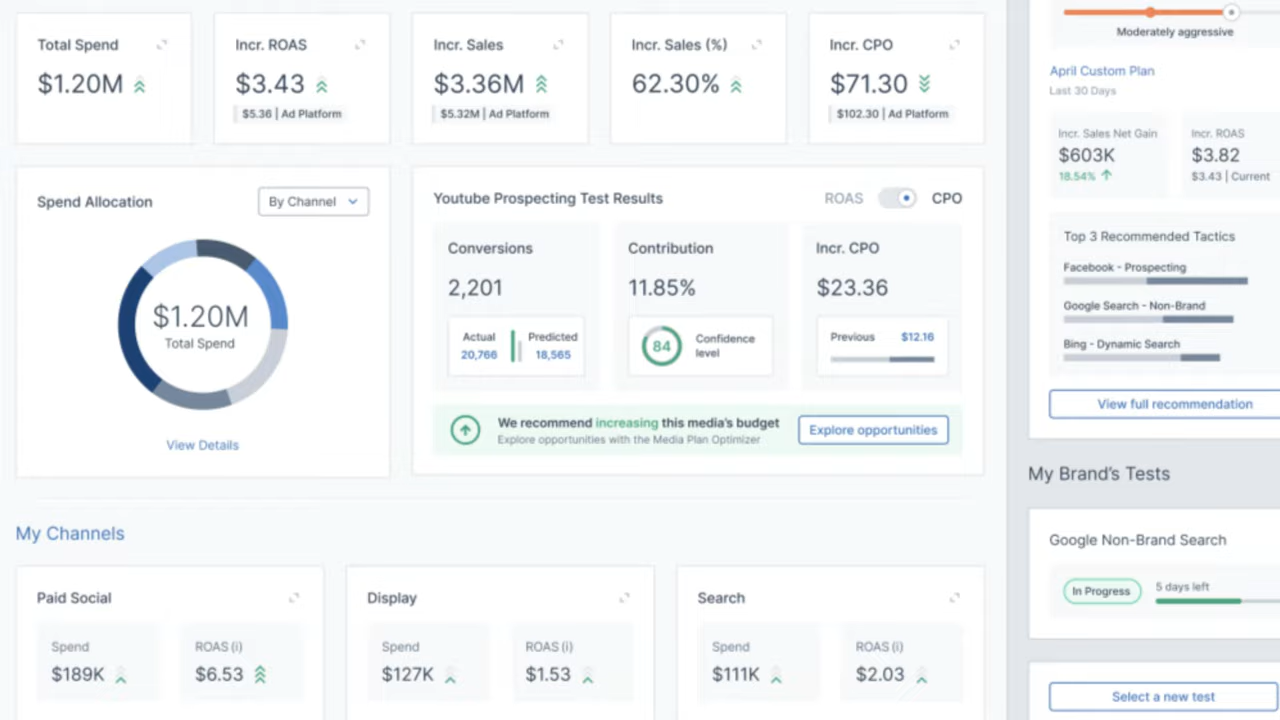 Total Spend
$1.20M
Incr. ROAS
$3.43
$5.36 | Ad Platform
Incr. Sales
$3.36M
$5.32M | Ad Platform
Incr. Sales (%)
62.30%
Incr. CPO
$71.30
$102.30 | Ad Platform
Spend Allocation
By Channel
$1.20M
Total Spend
View Details
Youtube Prospecting Test Results
ROAS
CPO
Conversions
2,201
Actual
20,766
Predicted
18,565
Contribution
11.85%
84
Confidence
level
Incr. CPO
$23.36
Previous
$12.16
We recommend increasing this media's budget
Explore opportunities with the Media Plan Optimizer
Explore opportunities
My Channels
Paid Social
Spend
$189K
ROAS (i)
$6.53
Display
Spend
$127K
ROAS (i)
$1.53
Search
Spend
$111K
ROAS (i)
$2.03
Moderately aggressive
April Custom Plan
Last 30 Days
Incr. Sales Net Gain
$603K
18.54%
Incr. ROAS
$3.82
$3.43 | Current
Top 3 Recommended Tactics
Facebook - Prospecting
Google Search - Non-Brand
Bing - Dynamic Search
View full recommendation
My Brand's Tests
Google Non-Brand Search
In Progress
5 days left
Select a new test